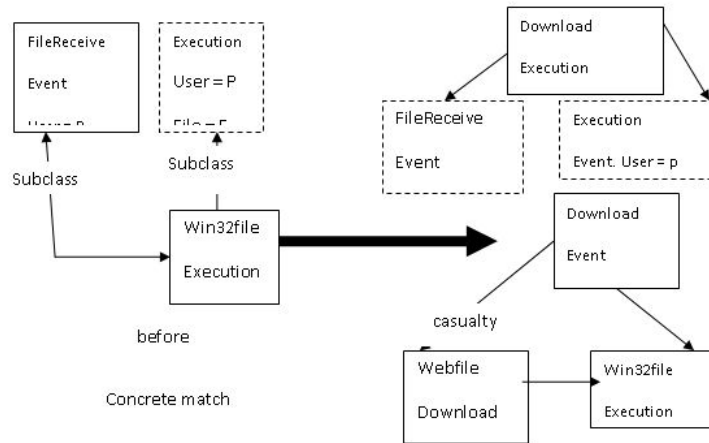 FileReceive
Event
Execution
User = P
Subclass
Subclass
Win32file
Execution
before
Concrete match
Download
Execution
FileReceive
Event
Execution
Event. User = p
Download
Event
casualty
Webfile
Download
Win32file
Execution